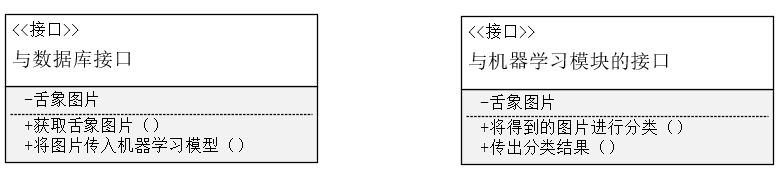 <<接口>>
与数据库接口
-舌象图片
+获取舌象图片（）
+将图片传入机器学习模型（）
<<接口>>
与机器学习模块的接口
-舌象图片
+将得到的图片进行分类（）
+传出分类结果（）